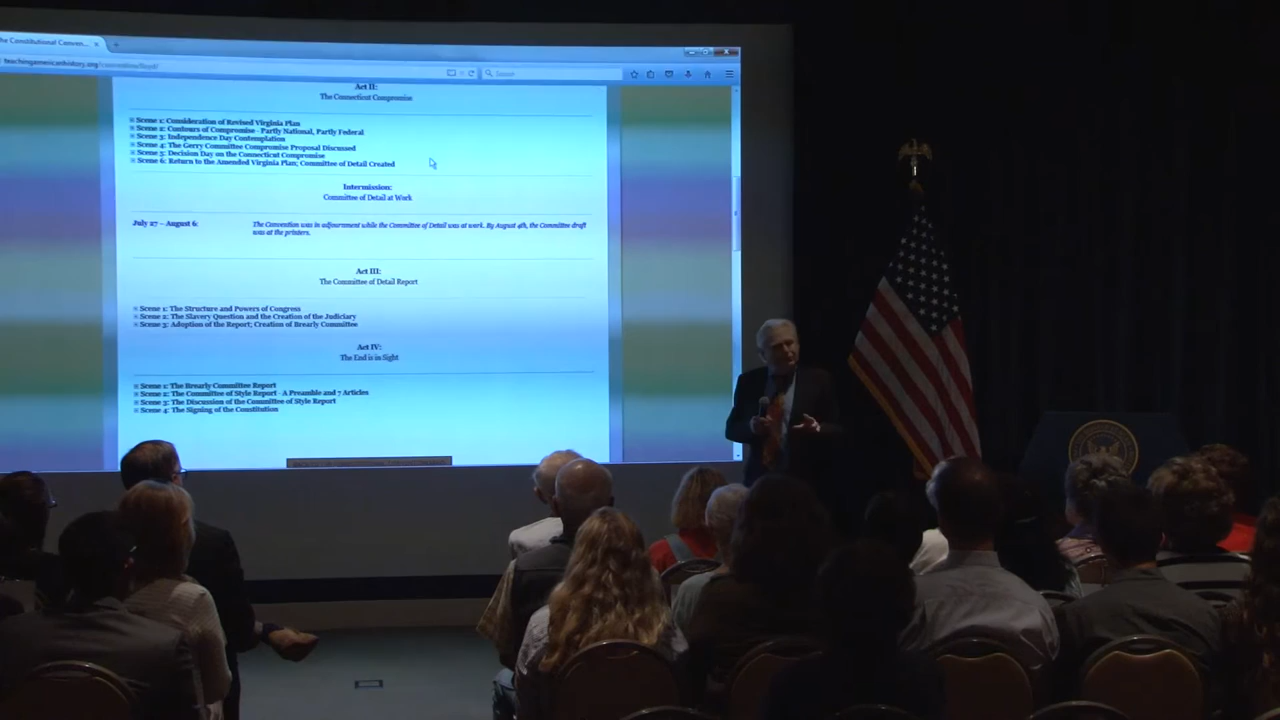 he Constitutional Conven...
teachingamericanhistory.org/convention/
Search
Act II:
The Connecticut Compromise
Scene 1: Consideration of Revised Virginia Plan
Scene 2: Contours of Compromise - Partly National, Partly Federal
Scene 3: Independence Day Contemplation
Scene 4: The Gerry Committee Compromise Proposal Discussed
Scene 5: Decision Day on the Connecticut Compromise
Scene 6: Return to the Amended Virginia Plan; Committee of Detail Created
Intermission:
Committee of Detail at Work
July 27 – August 6:
The Convention was in adjournment while the Committee of Detail was at work. By August 4th, the Committee draft
was at the printers.
Act III:
The Committee of Detail Report
Scene 1: The Structure and Powers of Congress
Scene 2: The Slavery Question and the Creation of the Judiciary
Scene 3: Adoption of the Report; Creation of Brearly Committee
Act IV:
The End is in Sight
Scene 1: The Brearly Committee Report
Scene 2: The Committee of Style Report - A Preamble and 7 Articles
Scene 3: The Discussion of the Committee of Style Report
Scene 4: The Signing of the Constitution